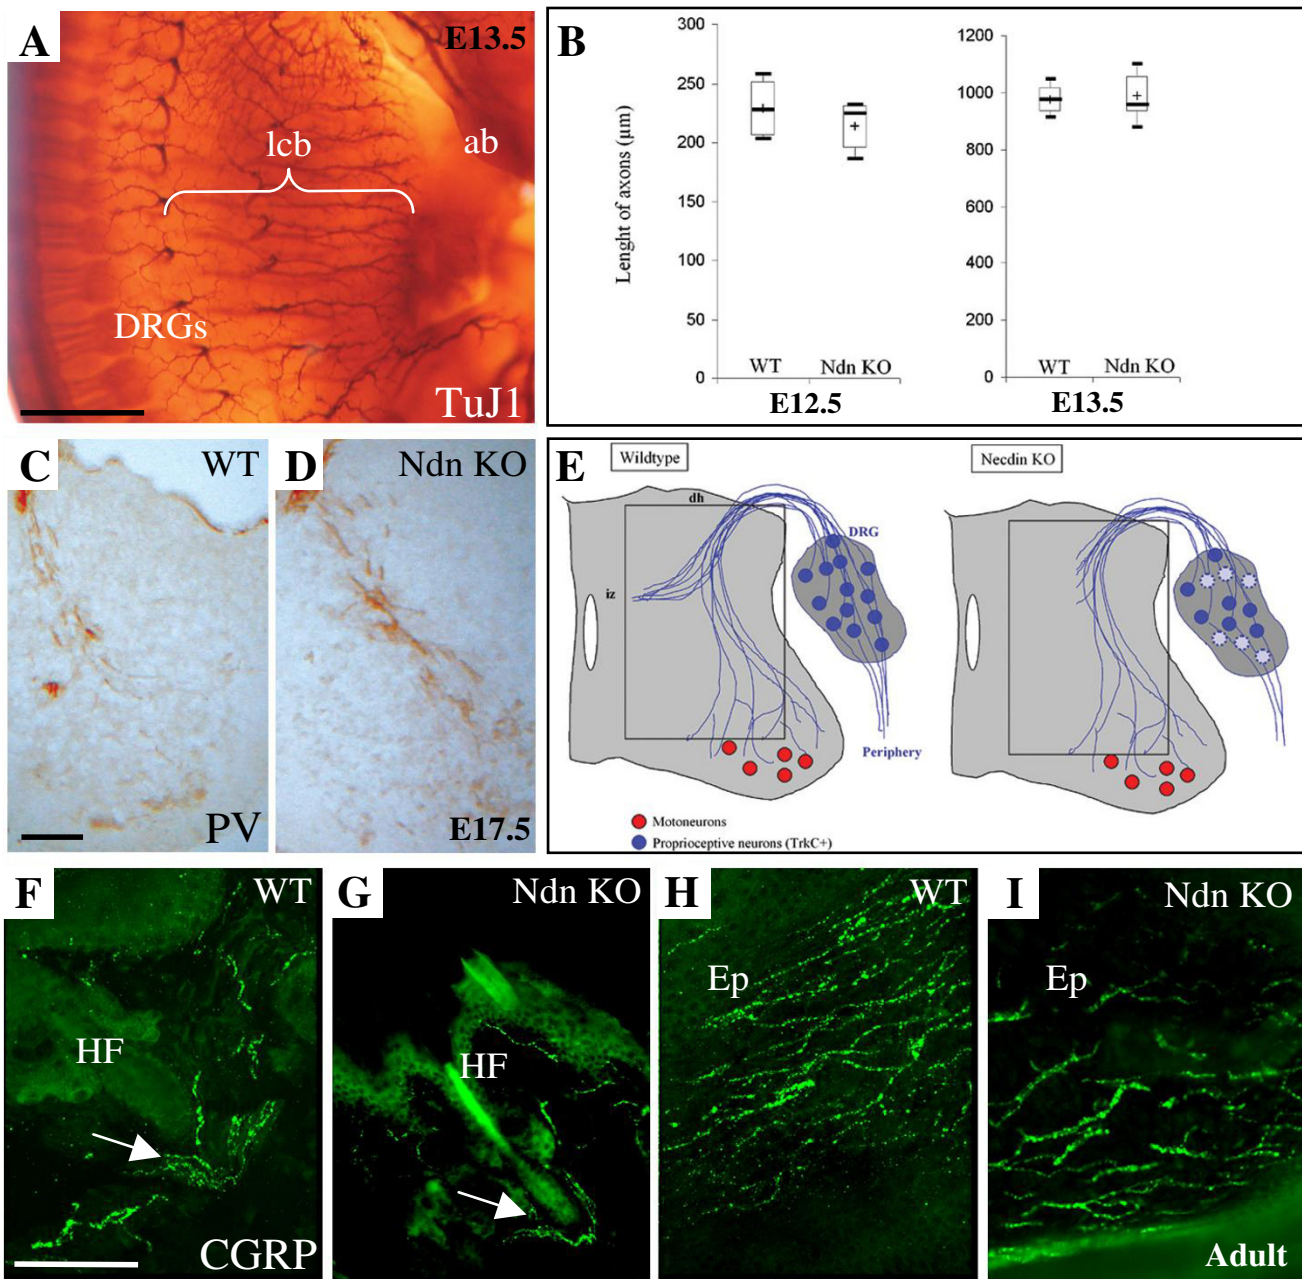 A
E13.5
lcb
ab
DRGs
TuJ1
B
Lenght of axons (μm)
300
250
200
150
100
50
0
WT
Ndn KO
E12.5
1200
1000
800
600
400
200
0
WT
Ndn KO
E13.5
C
WT
PV
D
Ndn KO
E17.5
E
Wildtype
Necdin KO
dh
DRG
iz
Periphery
Motoneurons
Proprioceptive neurons (TrkC+)
F
WT
HF
CGRP
G
Ndn KO
HF
H
WT
Ep
I
Ndn KO
Ep
Adult